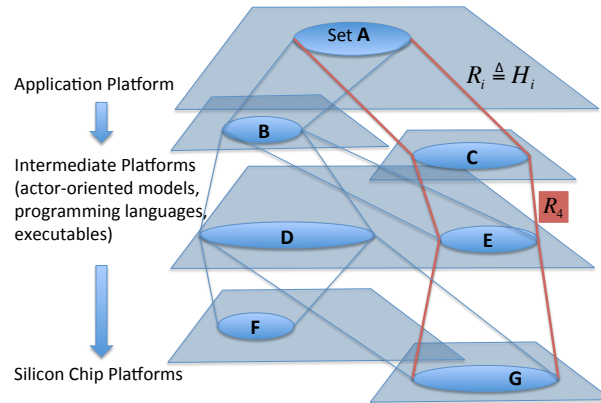 Set A
Application Platform
R_i ≜ H_i
B
Intermediate Platforms
(actor-oriented models,
programming languages,
executables)
C
R_4
D
E
F
Silicon Chip Platforms
G